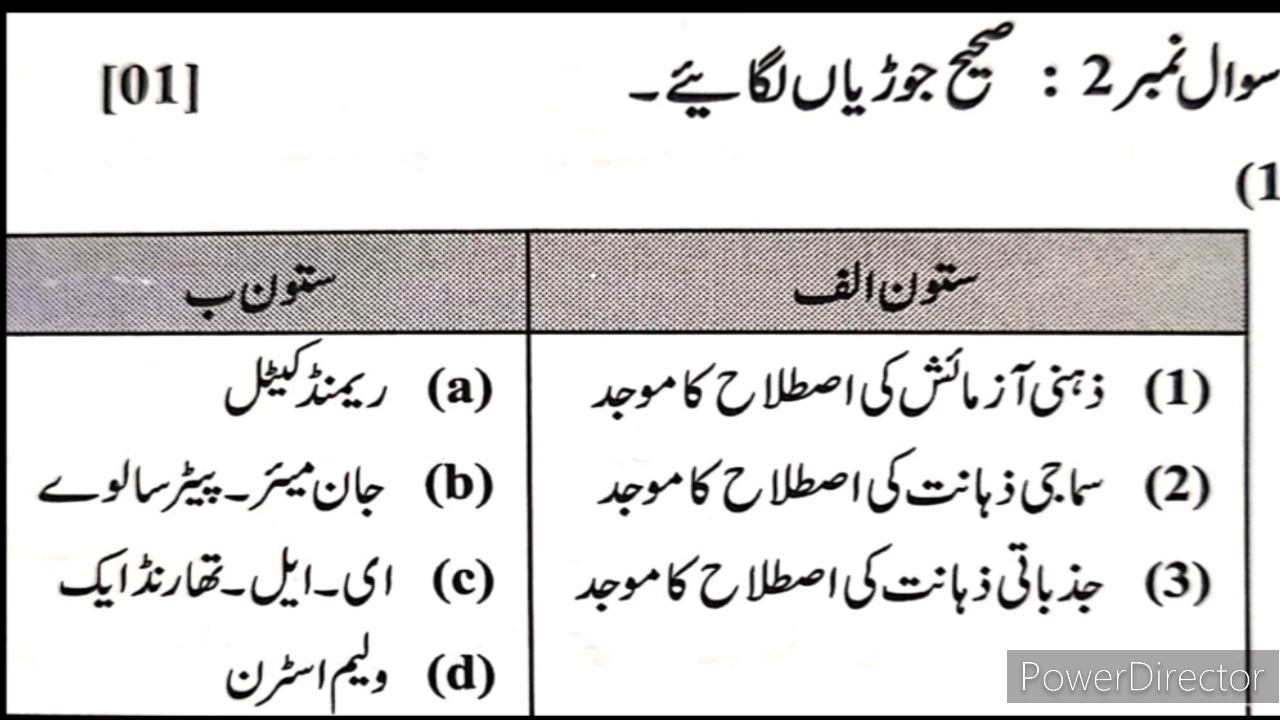 سوال نمبر 2 : صحیح جوڑیاں لگایئے۔ [01]
(1
ستون الف ستون ب
(1) ذہنی آزمائش کی اصطلاح کا موجد (a) ریمنڈ کیٹل
(2) سماجی ذہانت کی اصطلاح کا موجد (b) جان میئر۔ پیٹر سالوے
(3) جذباتی ذہانت کی اصطلاح کا موجد (c) ای۔ ایل۔ تھارنڈایک
(d) ولیم اسٹرن
PowerDirector